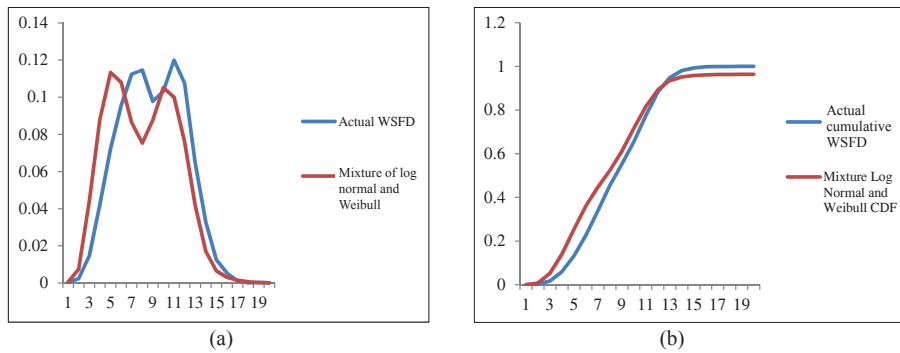 0.14
0.12
0.1
0.08
0.06
0.04
0.02
0
1 3 5 7 9 11 13 15 17 19
Actual WSFD
Mixture of log
normal and
Weibull
(a)
1.2
1
0.8
0.6
0.4
0.2
0
1 3 5 7 9 11 13 15 17 19
Actual
cumulative
WSFD
Mixture Log
Normal and
Weibull CDF
(b)